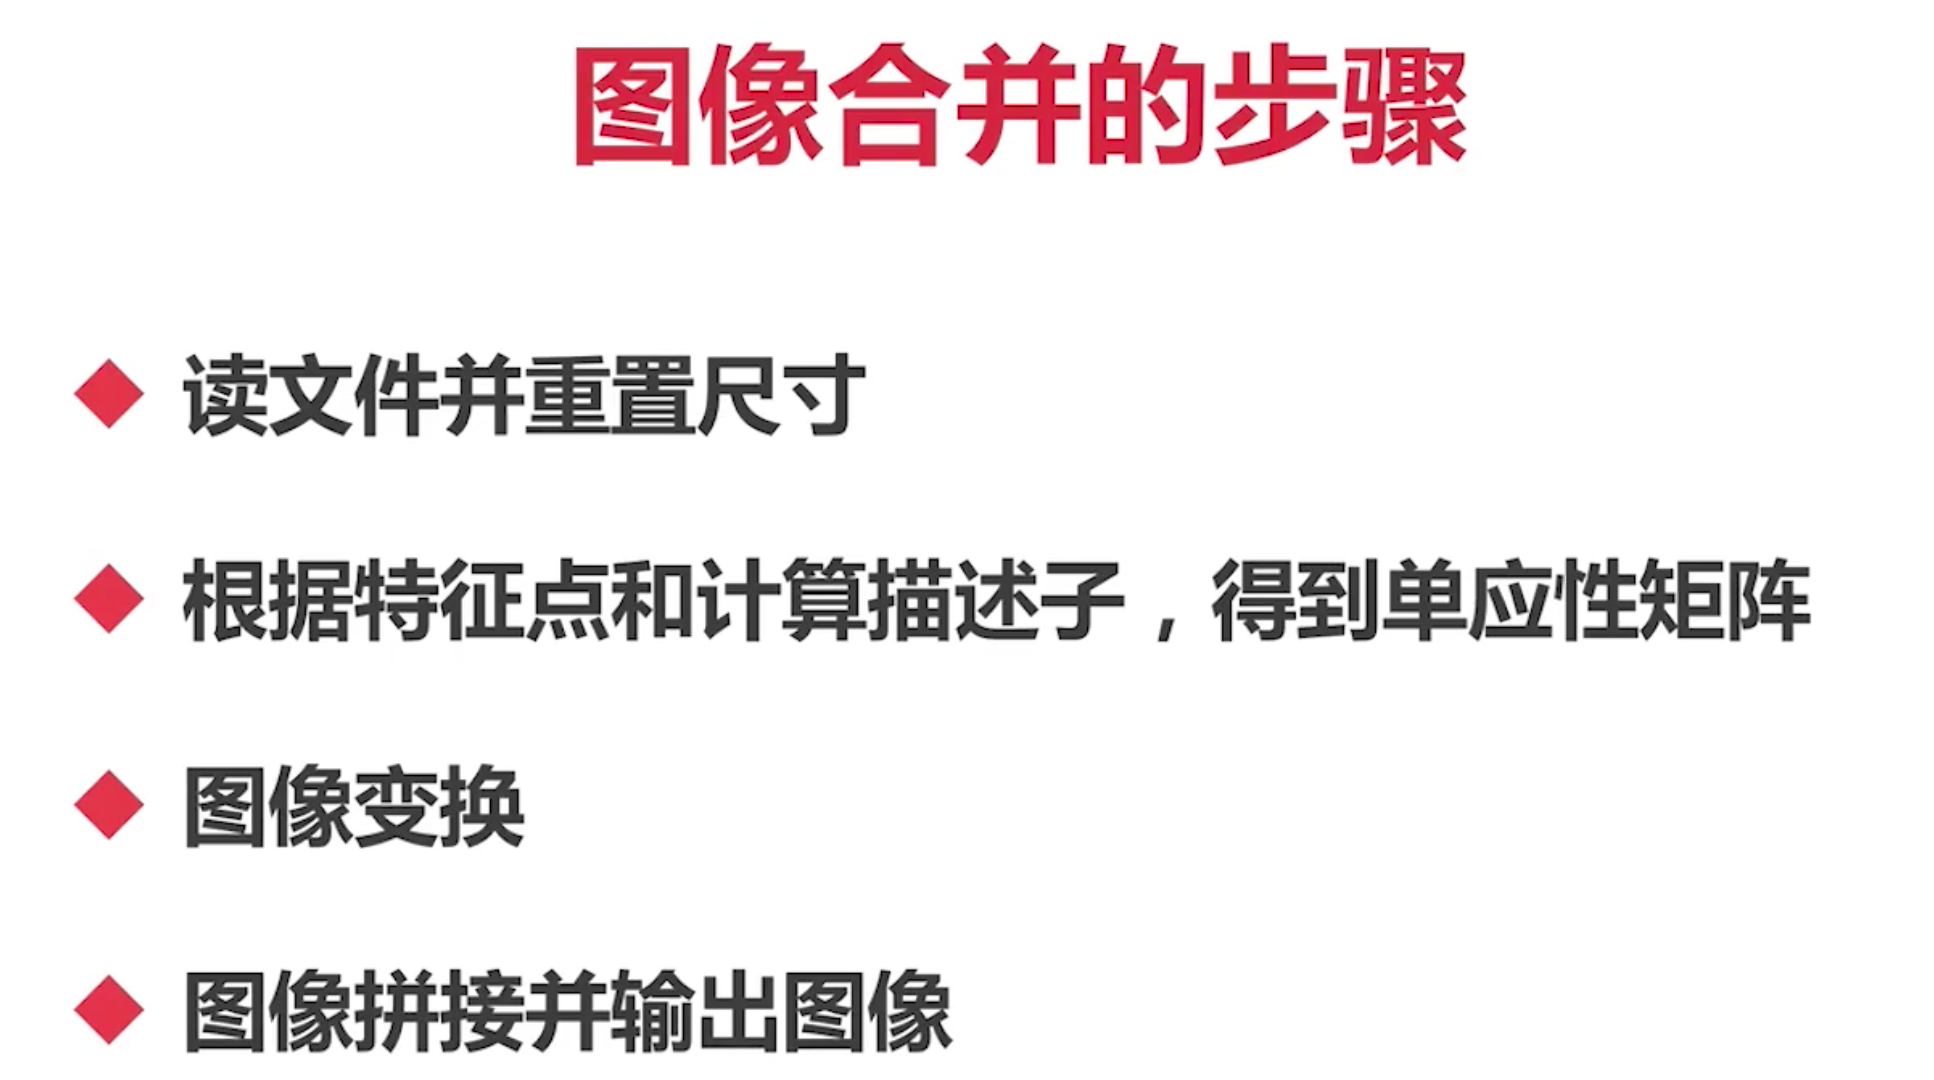 图像合并的步骤
读文件并重置尺寸
根据特征点和计算描述子，得到单应性矩阵
图像变换
图像拼接并输出图像